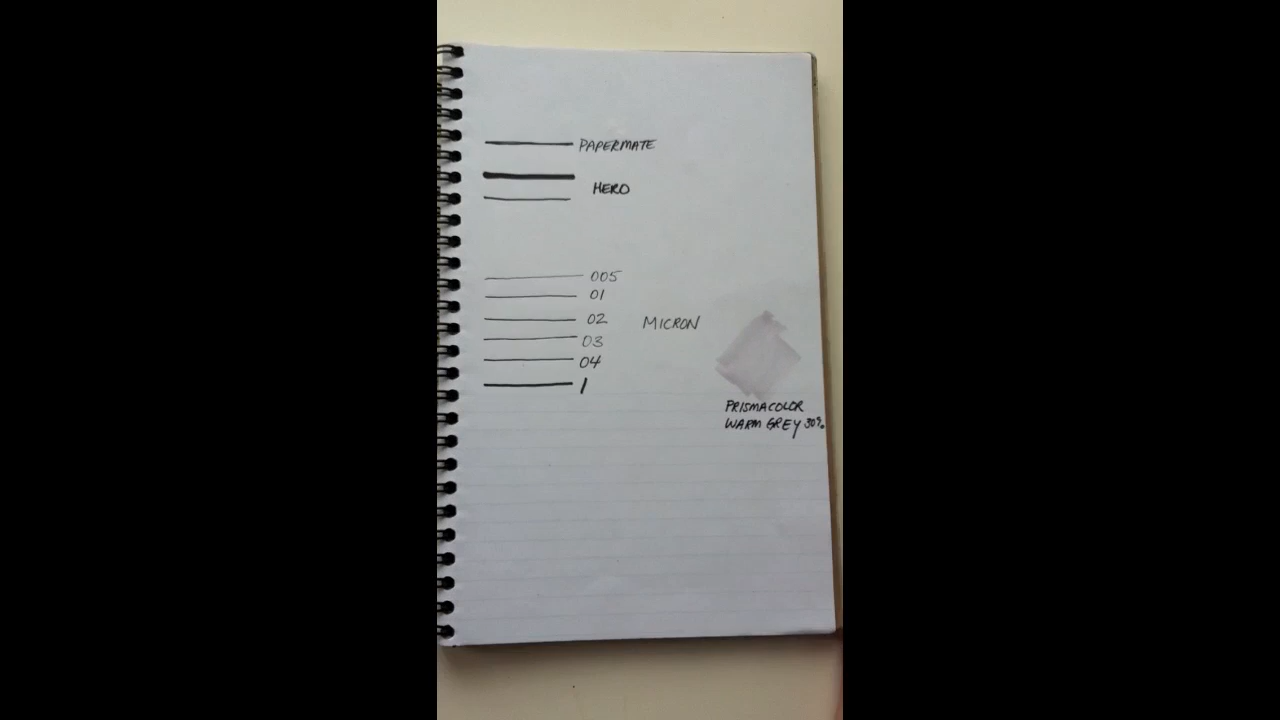 PAPERMATE
HERO
005
01
02
MICRON
03
04
1
PRISMACOLOR
WARM GREY 30%